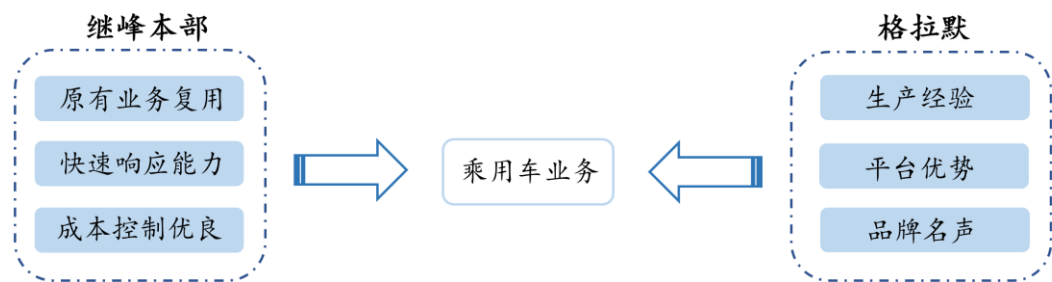 继峰本部
原有业务复用
快速响应能力
成本控制优良
乘用车业务
格拉默
生产经验
平台优势
品牌名声